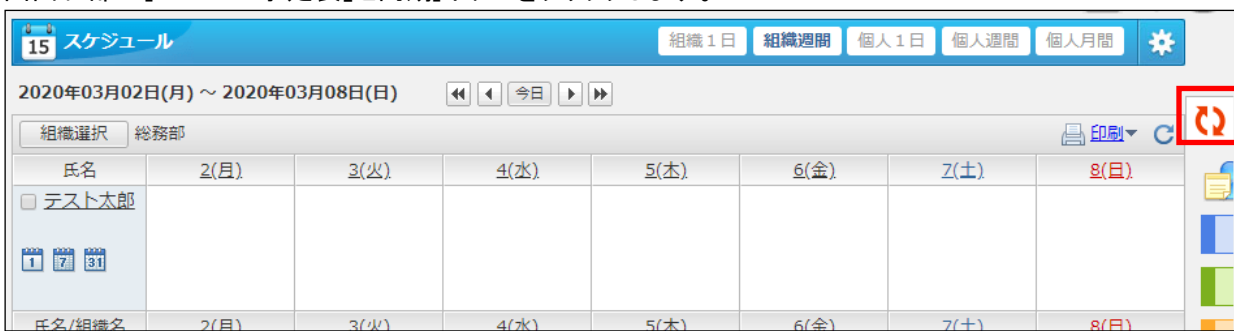 15 スケジュール 組織1日 組織週間 個人1日 個人週間 個人月間
2020年03月02日(月) ～ 2020年03月08日(日) 今日
組織選択 総務部 印刷
氏名 2(月) 3(火) 4(水) 5(木) 6(金) 7(土) 8(日)
テスト太郎
1 7 31
氏名/組織名 2(月) 3(火) 4(水) 5(木) 6(金) 7(土) 8(日)